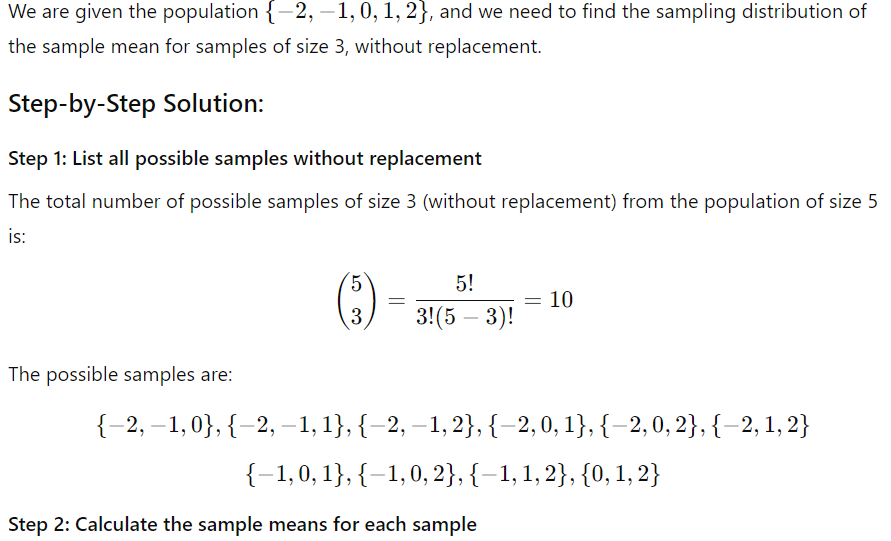 We are given the population {−2, −1, 0, 1, 2}, and we need to find the sampling distribution of
the sample mean for samples of size 3, without replacement.
Step-by-Step Solution:
Step 1: List all possible samples without replacement
The total number of possible samples of size 3 (without replacement) from the population of size 5
is:
(5 3) = 5! / 3!(5 − 3)! = 10
The possible samples are:
{−2, −1, 0}, {−2, −1, 1}, {−2, −1, 2}, {−2, 0, 1}, {−2, 0, 2}, {−2, 1, 2}
{−1, 0, 1}, {−1, 0, 2}, {−1, 1, 2}, {0, 1, 2}
Step 2: Calculate the sample means for each sample